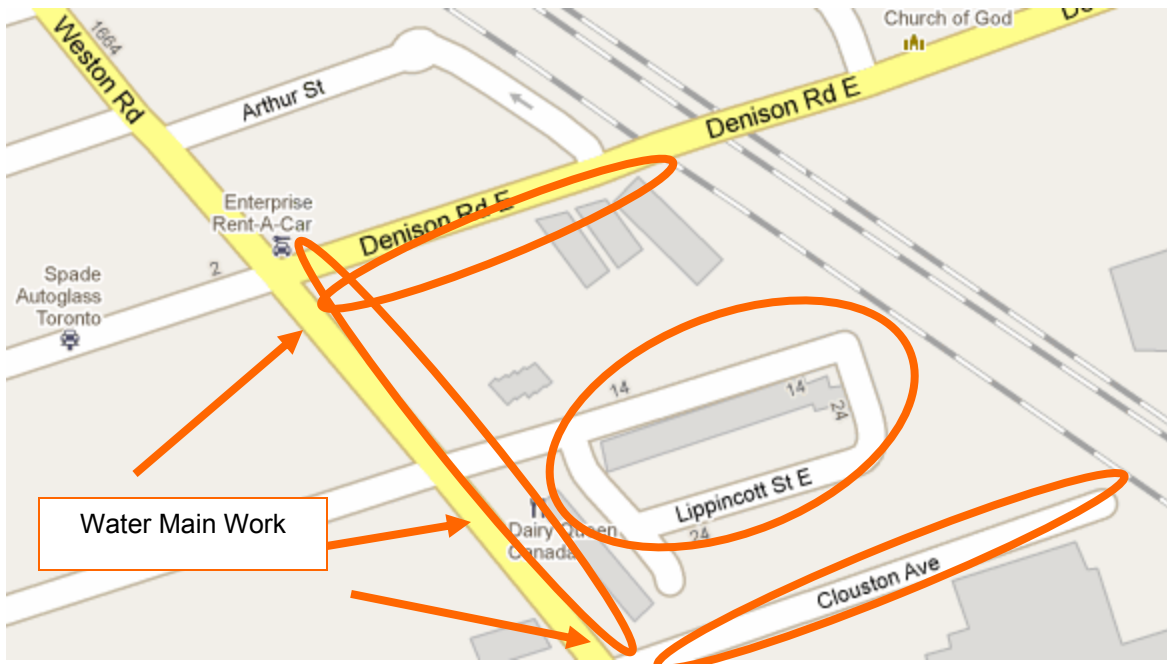 Church of God
De
1664
Weston Rd
Arthur St
Denison Rd E
Enterprise
Rent-A-Car
Denison Rd E
2
Spade
Autoglass
Toronto
14
14
24
Lippincott St E
24
Water Main Work
Dairy Queen
Canada
Clouston Ave